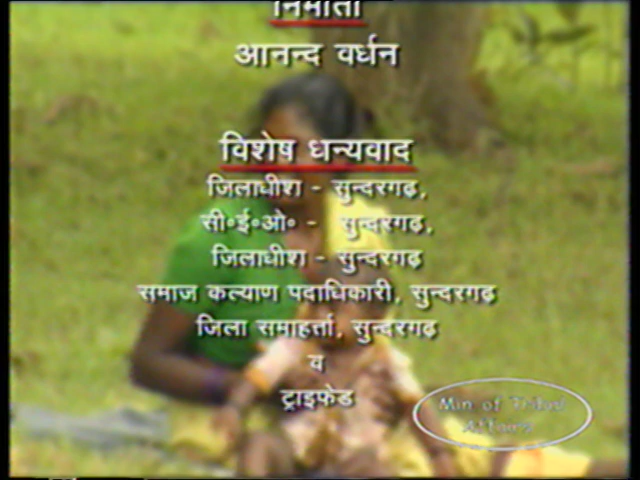 निर्माता
आनन्द वर्धन
विशेष धन्यवाद
जिलाधीश - सुन्दरगढ़,
सी॰ई॰ओ॰ - सुन्दरगढ़,
जिलाधीश - सुन्दरगढ़
समाज कल्याण पदाधिकारी, सुन्दरगढ़
जिला समाहर्त्ता, सुन्दरगढ़
व
ट्राइफेड
Min of Tribal
Affairs